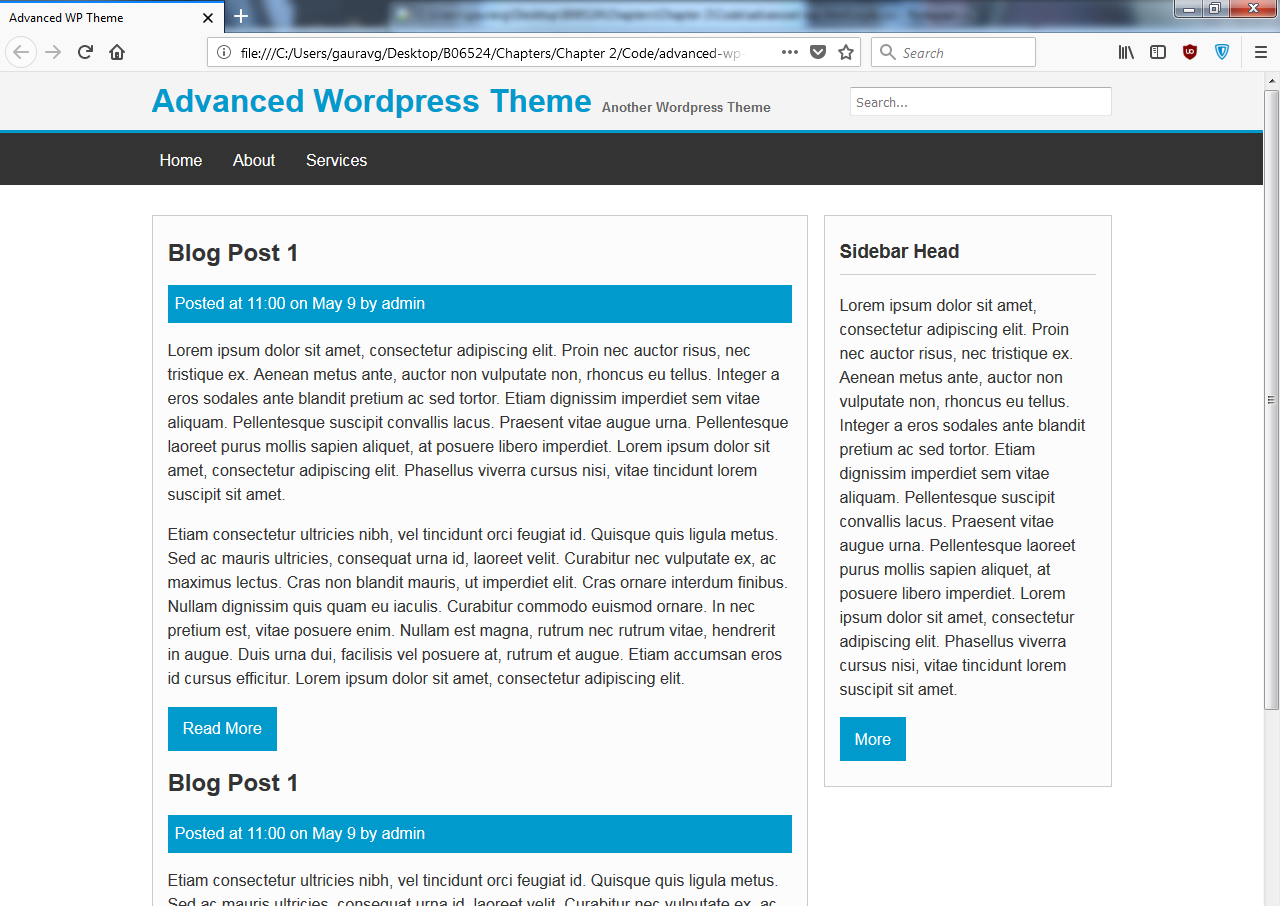 Advanced WP Theme
file:///C:/Users/gauravg/Desktop/B06524/Chapters/Chapter 2/Code/advanced-wp-
Search
Advanced Wordpress Theme Another Wordpress Theme
Search...
Home About Services
Blog Post 1
Posted at 11:00 on May 9 by admin
Lorem ipsum dolor sit amet, consectetur adipiscing elit. Proin nec auctor risus, nec
tristique ex. Aenean metus ante, auctor non vulputate non, rhoncus eu tellus. Integer a
eros sodales ante blandit pretium ac sed tortor. Etiam dignissim imperdiet sem vitae
aliquam. Pellentesque suscipit convallis lacus. Praesent vitae augue urna. Pellentesque
laoreet purus mollis sapien aliquet, at posuere libero imperdiet. Lorem ipsum dolor sit
amet, consectetur adipiscing elit. Phasellus viverra cursus nisi, vitae tincidunt lorem
suscipit sit amet.
Etiam consectetur ultricies nibh, vel tincidunt orci feugiat id. Quisque quis ligula metus.
Sed ac mauris ultricies, consequat urna id, laoreet velit. Curabitur nec vulputate ex, ac
maximus lectus. Cras non blandit mauris, ut imperdiet elit. Cras ornare interdum finibus.
Nullam dignissim quis quam eu iaculis. Curabitur commodo euismod ornare. In nec
pretium est, vitae posuere enim. Nullam est magna, rutrum nec rutrum vitae, hendrerit
in augue. Duis urna dui, facilisis vel posuere at, rutrum et augue. Etiam accumsan eros
id cursus efficitur. Lorem ipsum dolor sit amet, consectetur adipiscing elit.
Read More
Blog Post 1
Posted at 11:00 on May 9 by admin
Etiam consectetur ultricies nibh, vel tincidunt orci feugiat id. Quisque quis ligula metus.
Sed ac mauris ultricies, consequat urna id, laoreet velit. Curabitur nec vulputate ex, ac
Sidebar Head
Lorem ipsum dolor sit amet,
consectetur adipiscing elit. Proin
nec auctor risus, nec tristique ex.
Aenean metus ante, auctor non
vulputate non, rhoncus eu tellus.
Integer a eros sodales ante blandit
pretium ac sed tortor. Etiam
dignissim imperdiet sem vitae
aliquam. Pellentesque suscipit
convallis lacus. Praesent vitae
augue urna. Pellentesque laoreet
purus mollis sapien aliquet, at
posuere libero imperdiet. Lorem
ipsum dolor sit amet, consectetur
adipiscing elit. Phasellus viverra
cursus nisi, vitae tincidunt lorem
suscipit sit amet.
More